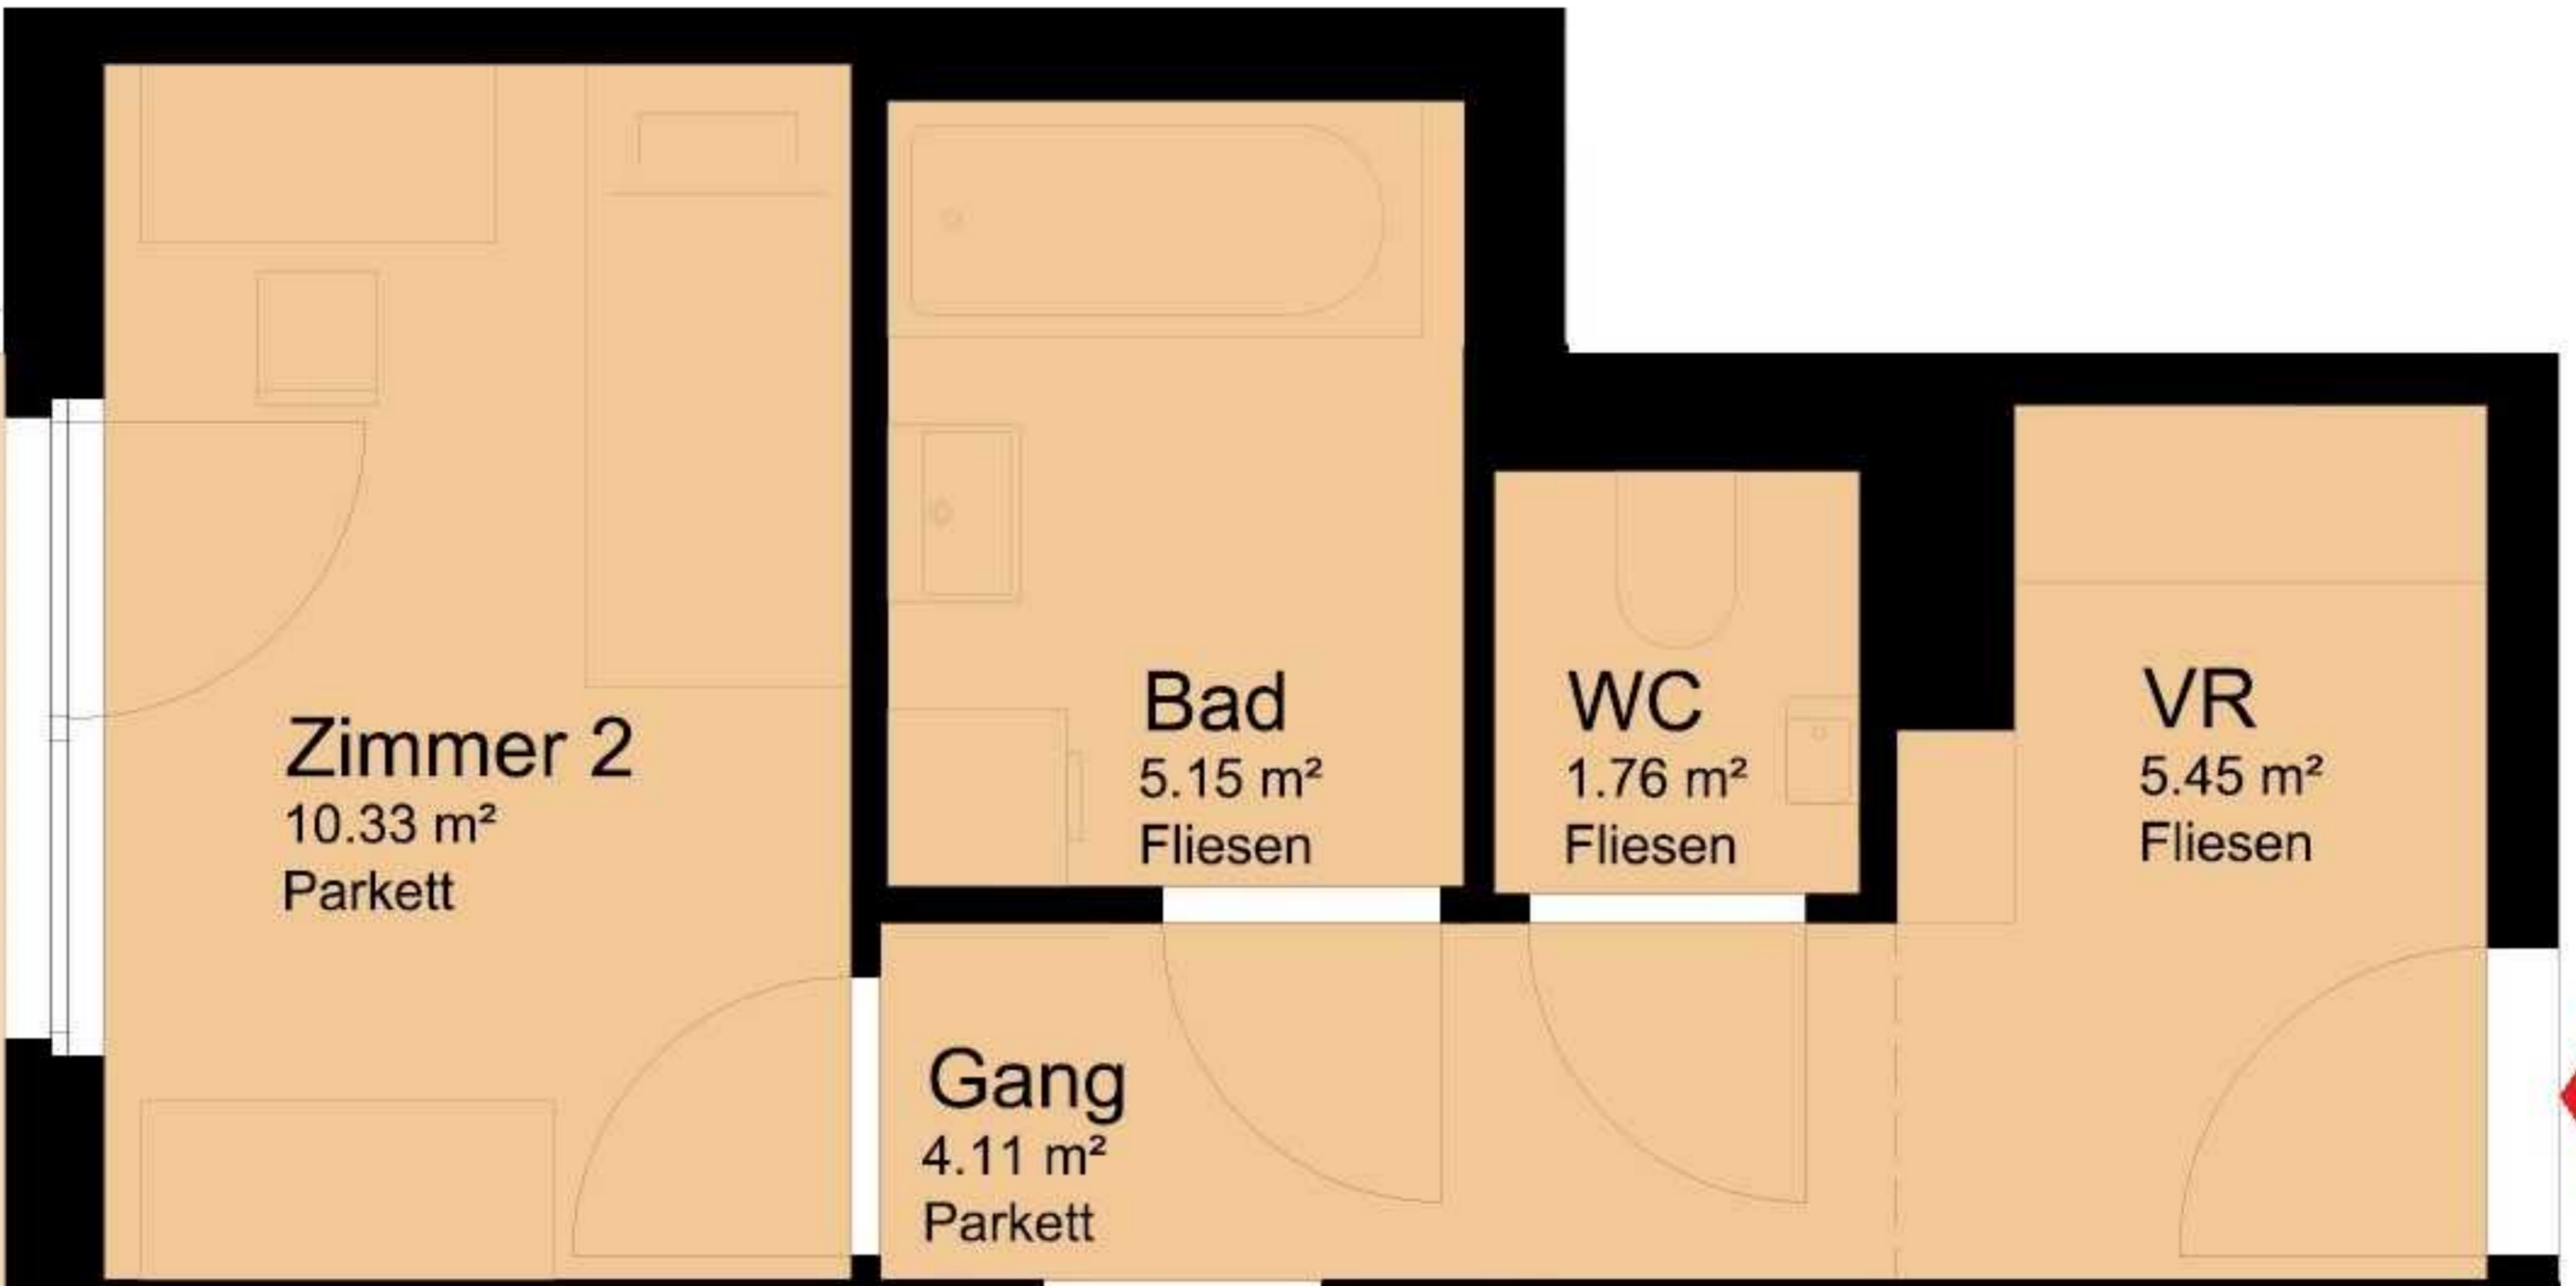 Zimmer 2
10.33 m²
Parkett
Bad
5.15 m²
Fliesen
WC
1.76 m²
Fliesen
VR
5.45 m²
Fliesen
Gang
4.11 m²
Parkett